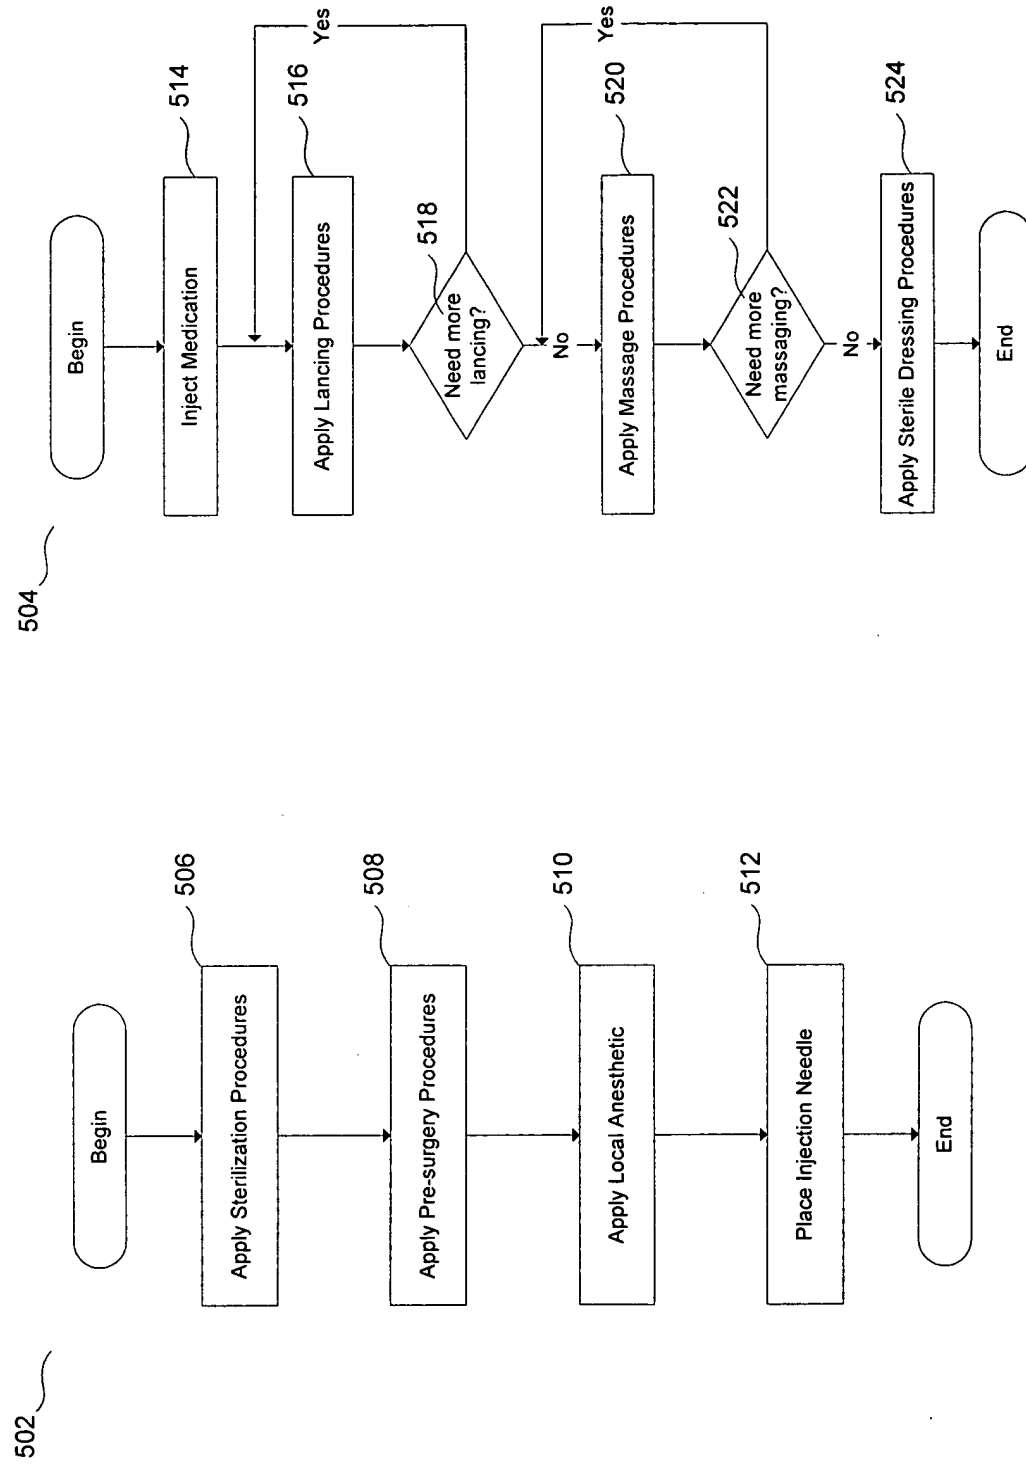 502
Begin
506
Apply Sterilization Procedures
508
Apply Pre-surgery Procedures
510
Apply Local Anesthetic
512
Place Injection Needle
End
504
Begin
514
Inject Medication
516
Apply Lancing Procedures
518
Need more
lancing?
Yes
No
520
Apply Massage Procedures
522
Need more
massaging?
Yes
No
524
Apply Sterile Dressing Procedures
End